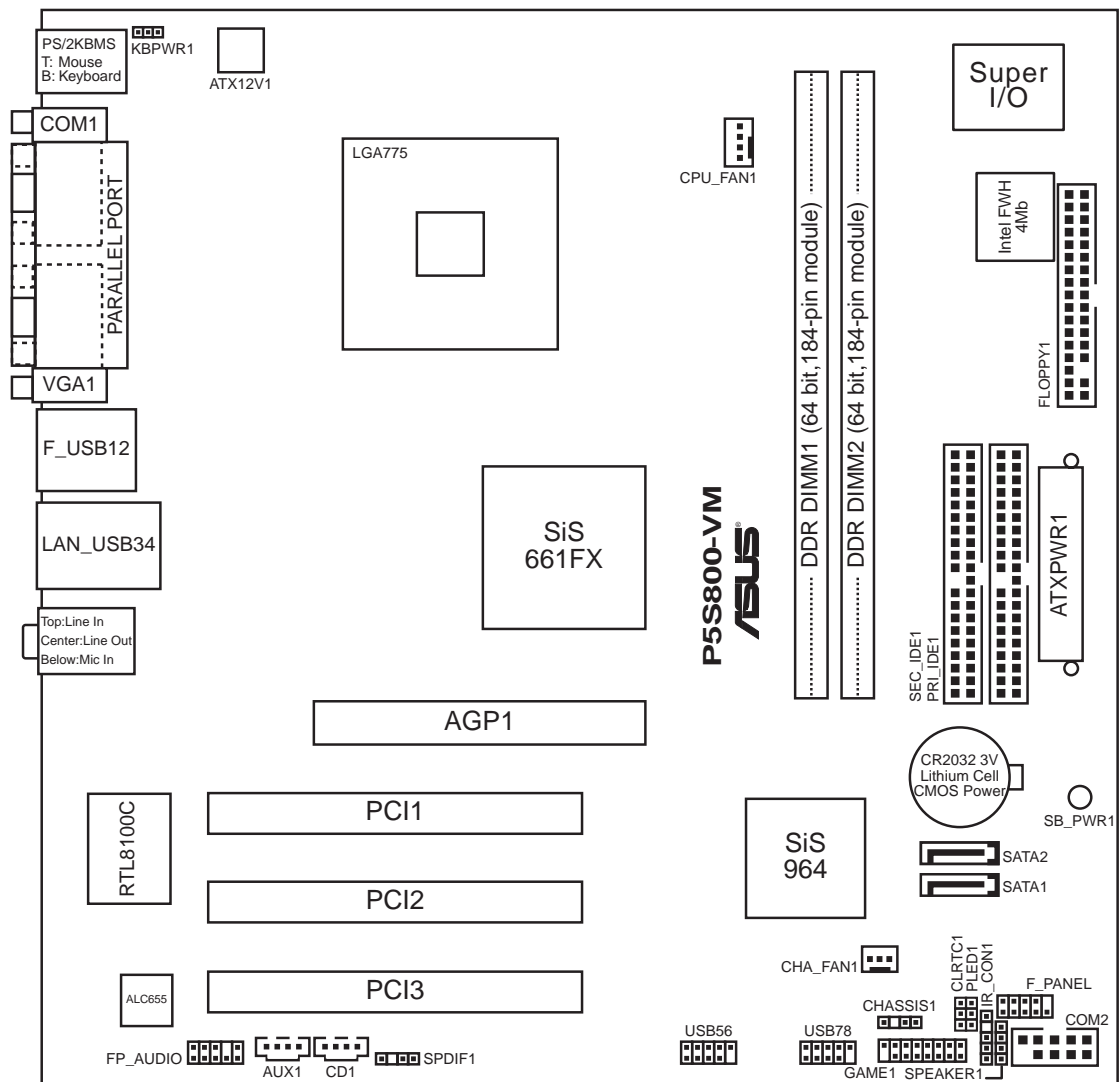 PS/2KBMS
T: Mouse
B: Keyboard
KBPWR1
ATX12V1
Super
I/O
COM1
LGA775
CPU_FAN1
PARALLEL PORT
Intel FWH
4Mb
FLOPPY1
VGA1
F_USB12
LAN_USB34
Top:Line In
Center:Line Out
Below:Mic In
SiS
661FX
P5S800-VM
ASUS®
DDR DIMM1 (64 bit,184-pin module)
DDR DIMM2 (64 bit,184-pin module)
SEC_IDE1
PRI_IDE1
ATXPWR1
AGP1
CR2032 3V
Lithium Cell
CMOS Power
SB_PWR1
RTL8100C
PCI1
SiS
964
SATA2
SATA1
PCI2
CHA_FAN1
CLRTC1
PLED1
IR_CON1
F_PANEL
ALC655
PCI3
CHASSIS1
COM2
FP_AUDIO
AUX1
CD1
SPDIF1
USB56
USB78
GAME1
SPEAKER1